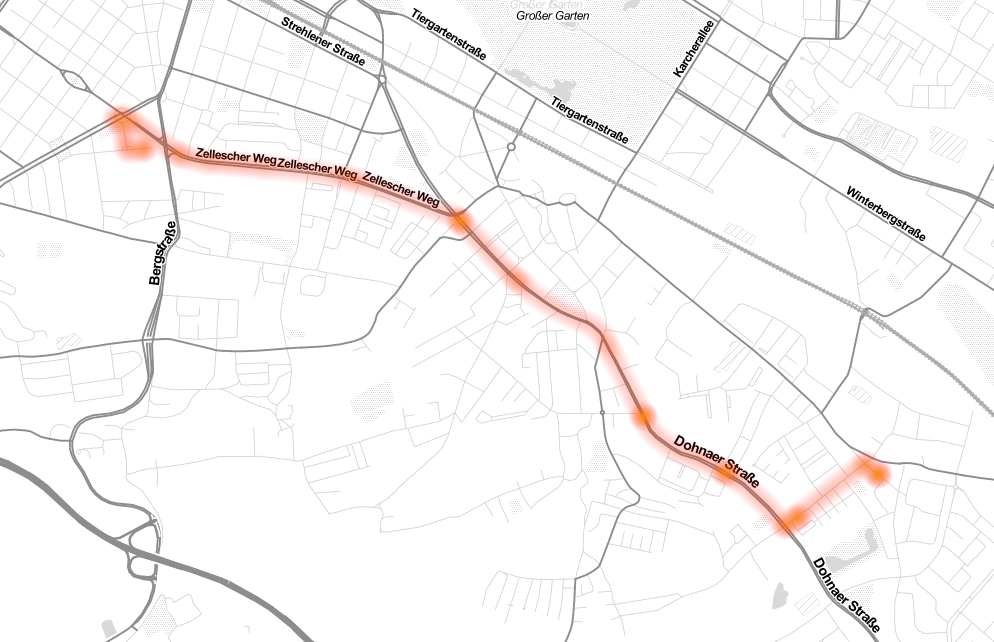 Großer Garten
Großer Garten
Strehlener Straße
Tiergartenstraße
Karcherallee
Tiergartenstraße
Zellescher Weg
Zellescher Weg
Zellescher Weg
Winterbergstraße
Bergstraße
Dohnaer Straße
Dohnaer Straße